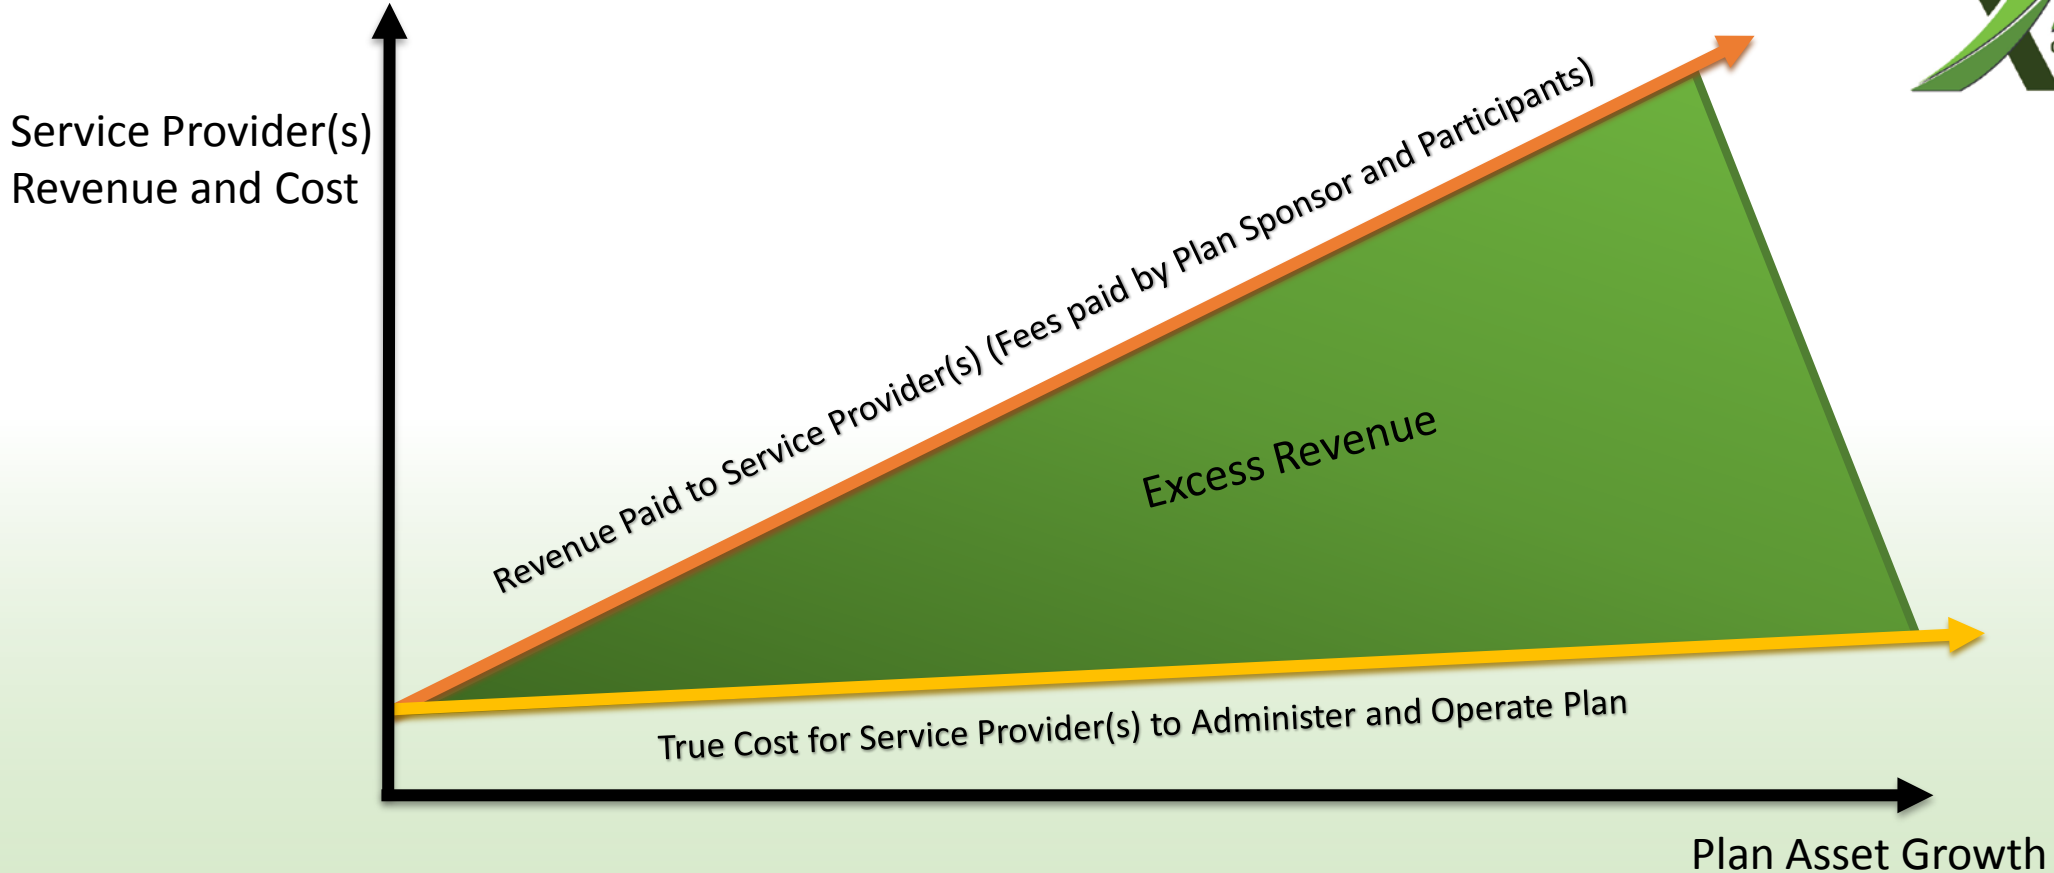 Service Provider(s)
Revenue and Cost
Revenue Paid to Service Provider(s) (Fees paid by Plan Sponsor and Participants)
Excess Revenue
True Cost for Service Provider(s) to Administer and Operate Plan
Plan Asset Growth